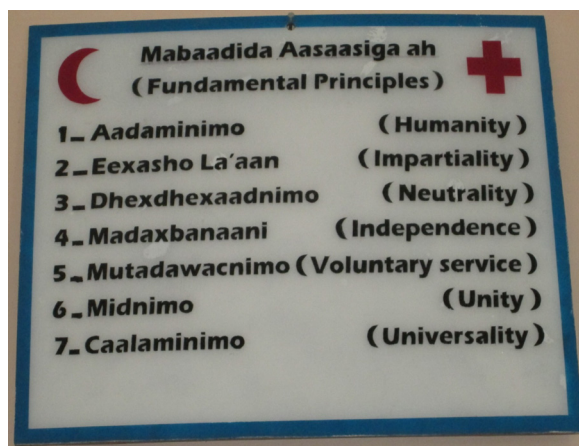 Mabaadida Aasaasiga ah
(Fundamental Principles)
1_ Aadaminimo (Humanity)
2_ Eexasho La'aan (Impartiality)
3_ Dhexdhexaadnimo (Neutrality)
4_ Madaxbanaani (Independence)
5_ Mutadawacnimo (Voluntary service)
6_ Midnimo (Unity)
7_ Caalaminimo (Universality)